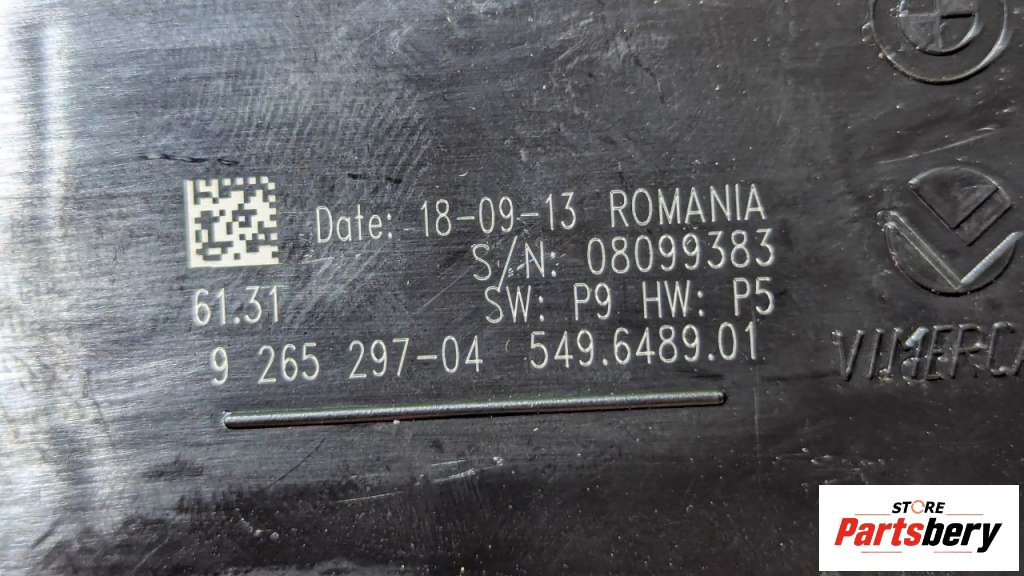 Date: 18-09-13 ROMANIA
S/N: 08099383
61.31 SW: P9 HW: P5
9 265 297-04 549.6489.01
STORE
Partsbery